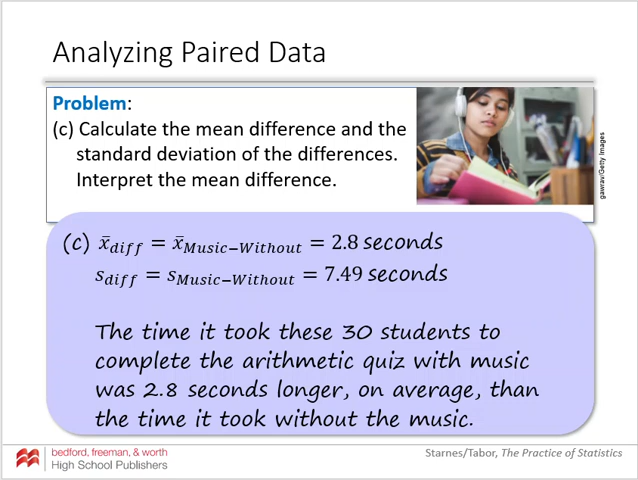 Analyzing Paired Data
Problem:
(c) Calculate the mean difference and the
standard deviation of the differences.
Interpret the mean difference.
gawrav/Getty Images
(c) x̄diff = x̄Music−Without = 2.8 seconds
sdiff = sMusic−Without = 7.49 seconds
The time it took these 30 students to
complete the arithmetic quiz with music
was 2.8 seconds longer, on average, than
the time it took without the music.
bedford, freeman, & worth
High School Publishers
Starnes/Tabor, The Practice of Statistics